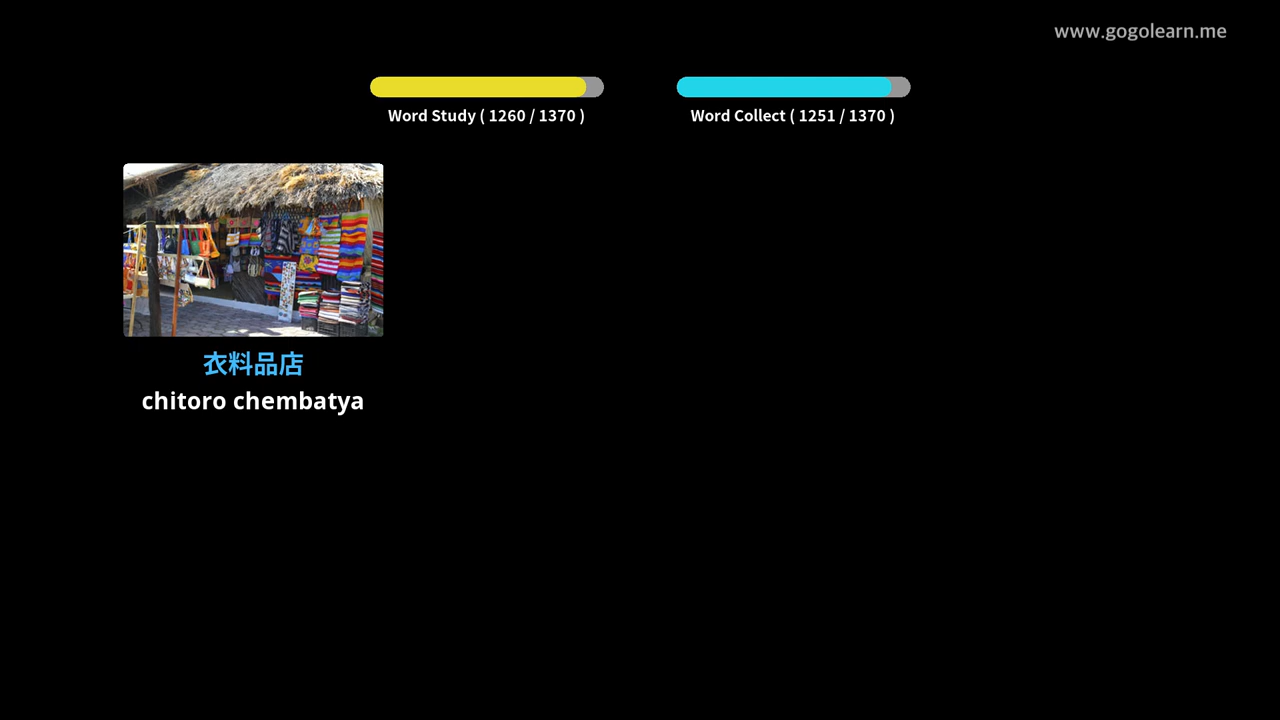 www.gogolearn.me
Word Study ( 1260 / 1370 )
Word Collect ( 1251 / 1370 )
衣料品店
chitoro chembatya